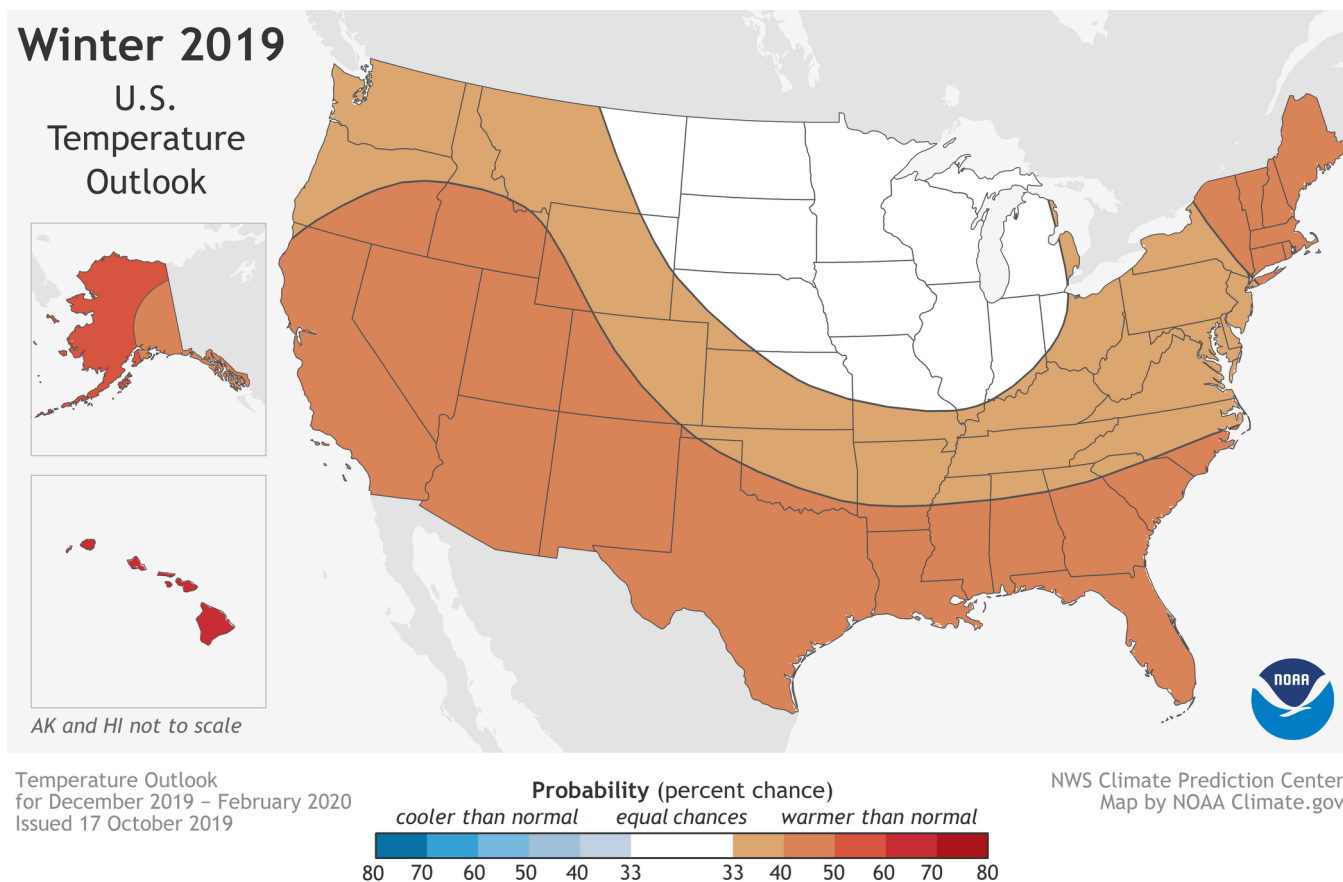 Winter 2019
U.S.
Temperature
Outlook
AK and HI not to scale
NOAA
Temperature Outlook
for December 2019 – February 2020
Issued 17 October 2019
Probability (percent chance)
cooler than normal equal chances warmer than normal
80 70 60 50 40 33 33 40 50 60 70 80
NWS Climate Prediction Center
Map by NOAA Climate.gov